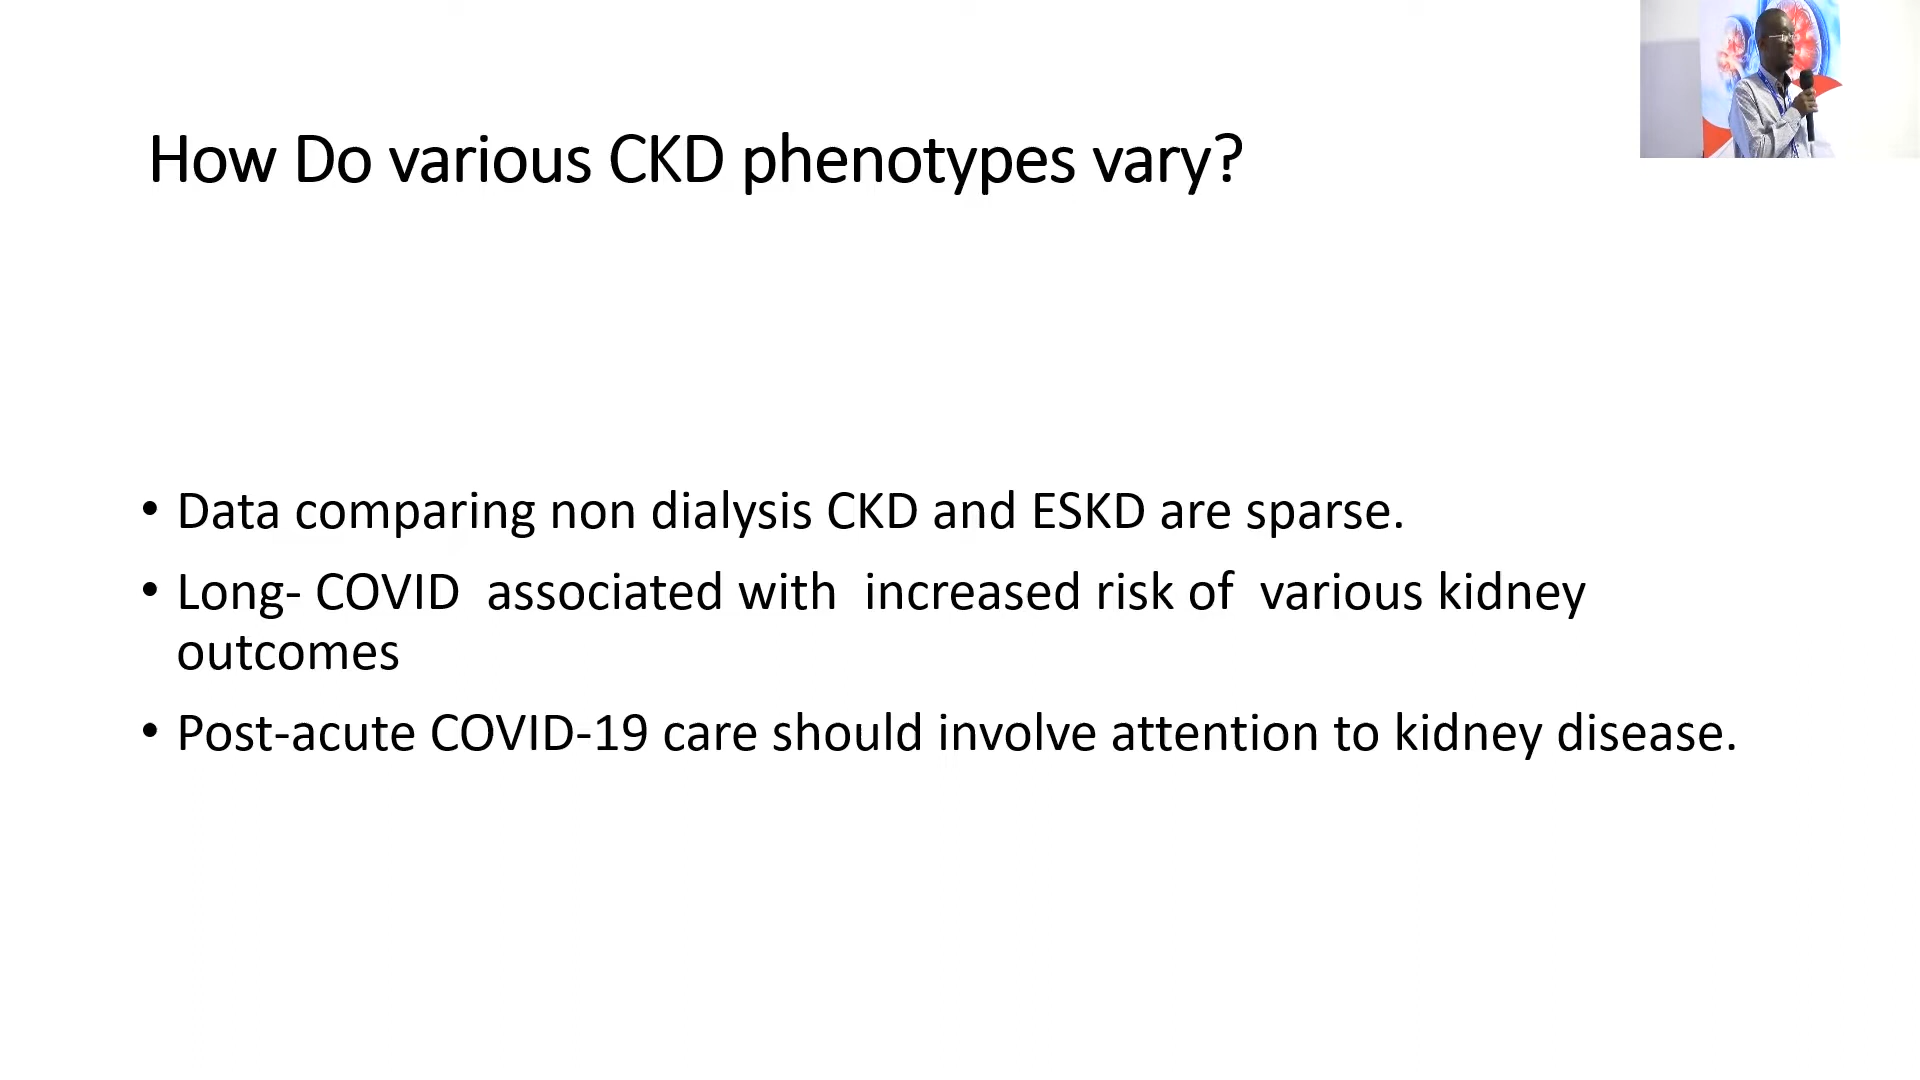 How Do various CKD phenotypes vary?
• Data comparing non dialysis CKD and ESKD are sparse.
• Long- COVID  associated with  increased risk of  various kidney
outcomes
• Post-acute COVID-19 care should involve attention to kidney disease.